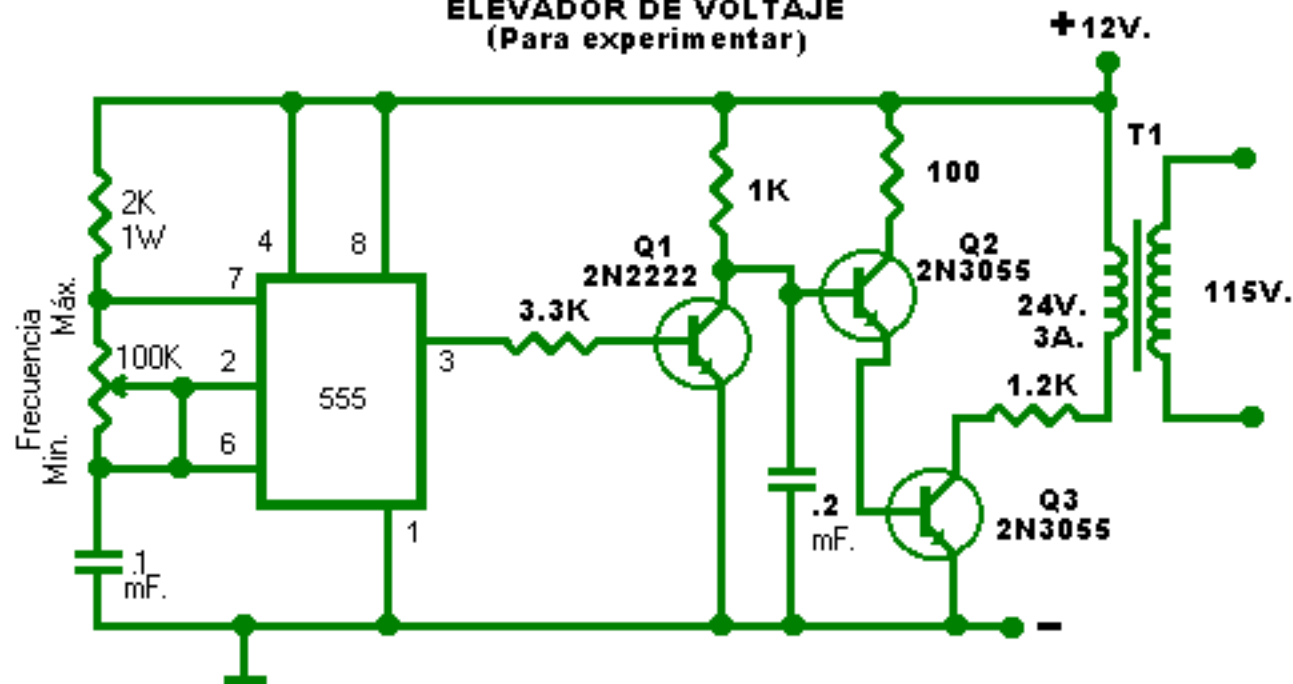 ELEVADOR DE VOLTAJE
(Para experimentar)
+12V.
T1
2K
1W
4
8
1K
100
Q1
2N2222
Q2
2N3055
7
Frecuencia
Máx.
Min.
100K
2
6
555
3
3.3K
24V.
3A.
115V.
1.2K
.1
mF.
1
.2
mF.
Q3
2N3055
-